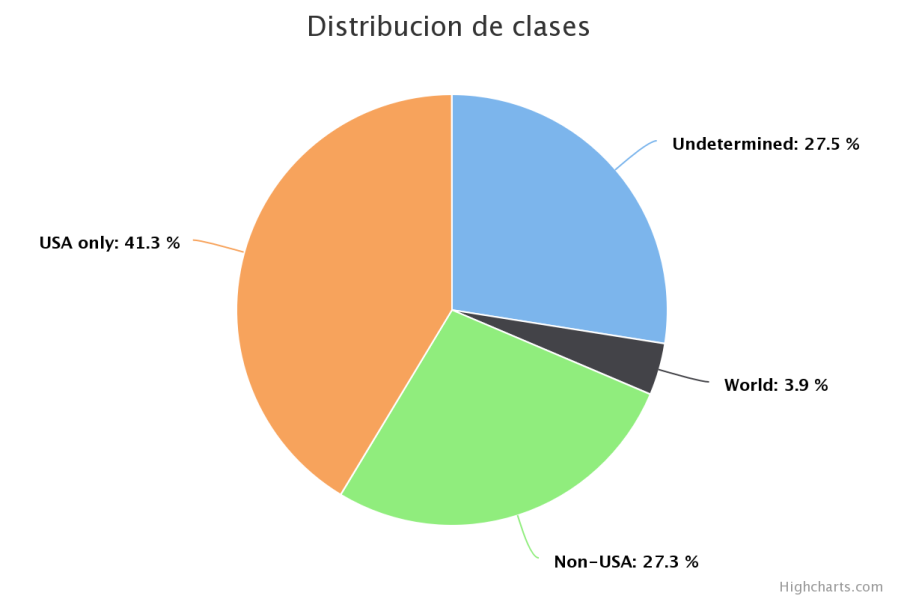 Distribucion de clases
Undetermined: 27.5 %
USA only: 41.3 %
World: 3.9 %
Non-USA: 27.3 %
Highcharts.com